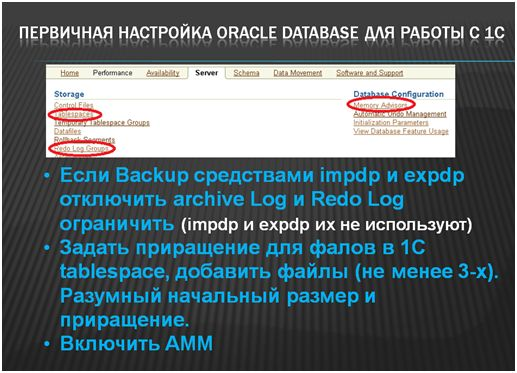 ПЕРВИЧНАЯ НАСТРОЙКА ORACLE DATABASE ДЛЯ РАБОТЫ С 1С
Home Performance Availability Server Schema Data Movement Software and Support
Storage
Control Files
Tablespaces
Temporary Tablespace Groups
Datafiles
Rollback Segments
Redo Log Groups
Database Configuration
Memory Advisors
Automatic Undo Management
Initialization Parameters
View Database Feature Usage
• Если Backup средствами impdp и expdp
отключить archive Log и Redo Log
ограничить (impdp и expdp их не используют)
• Задать приращение для фалов в 1С
tablespace, добавить файлы (не менее 3-х).
Разумный начальный размер и
приращение.
• Включить АММ